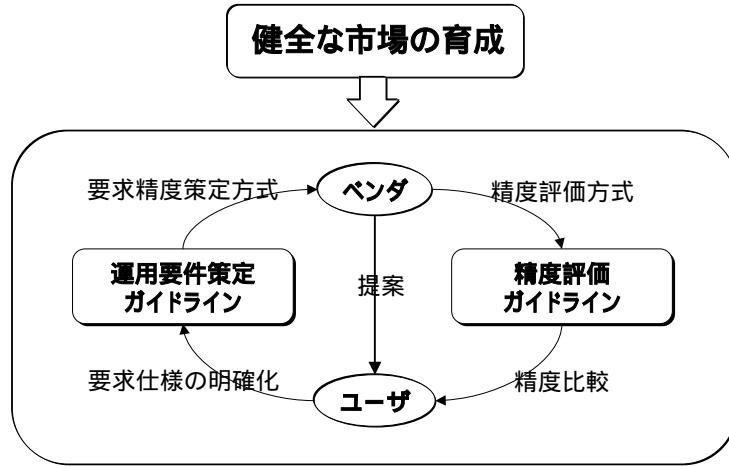 健全な市場の育成
ベンダ
要求精度策定方式
精度評価方式
運用要件策定
ガイドライン
提案
精度評価
ガイドライン
要求仕様の明確化
ユーザ
精度比較